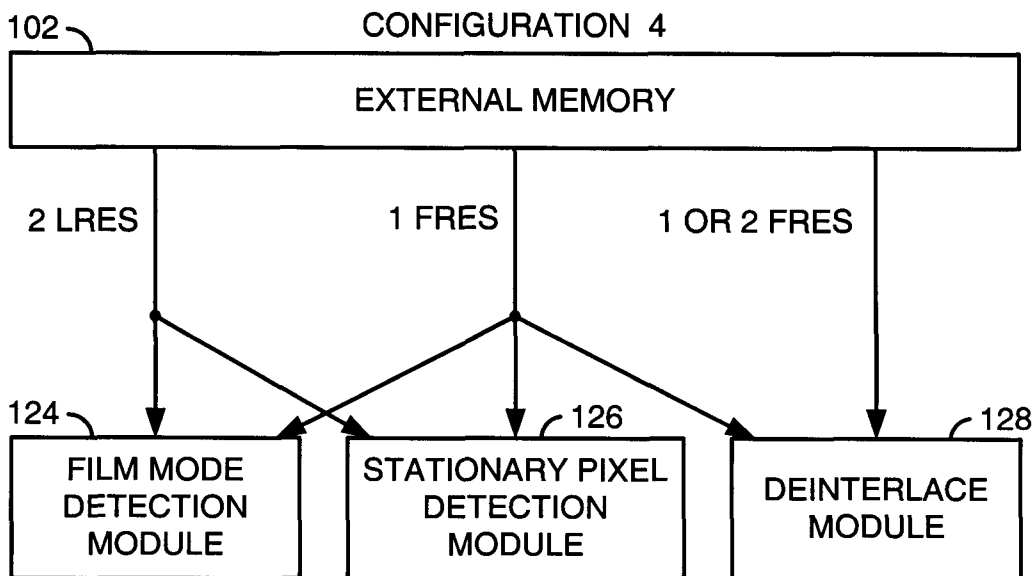 CONFIGURATION 4
102
EXTERNAL MEMORY
2 LRES
1 FRES
1 OR 2 FRES
124
126
128
FILM MODE
DETECTION
MODULE
STATIONARY PIXEL
DETECTION
MODULE
DEINTERLACE
MODULE